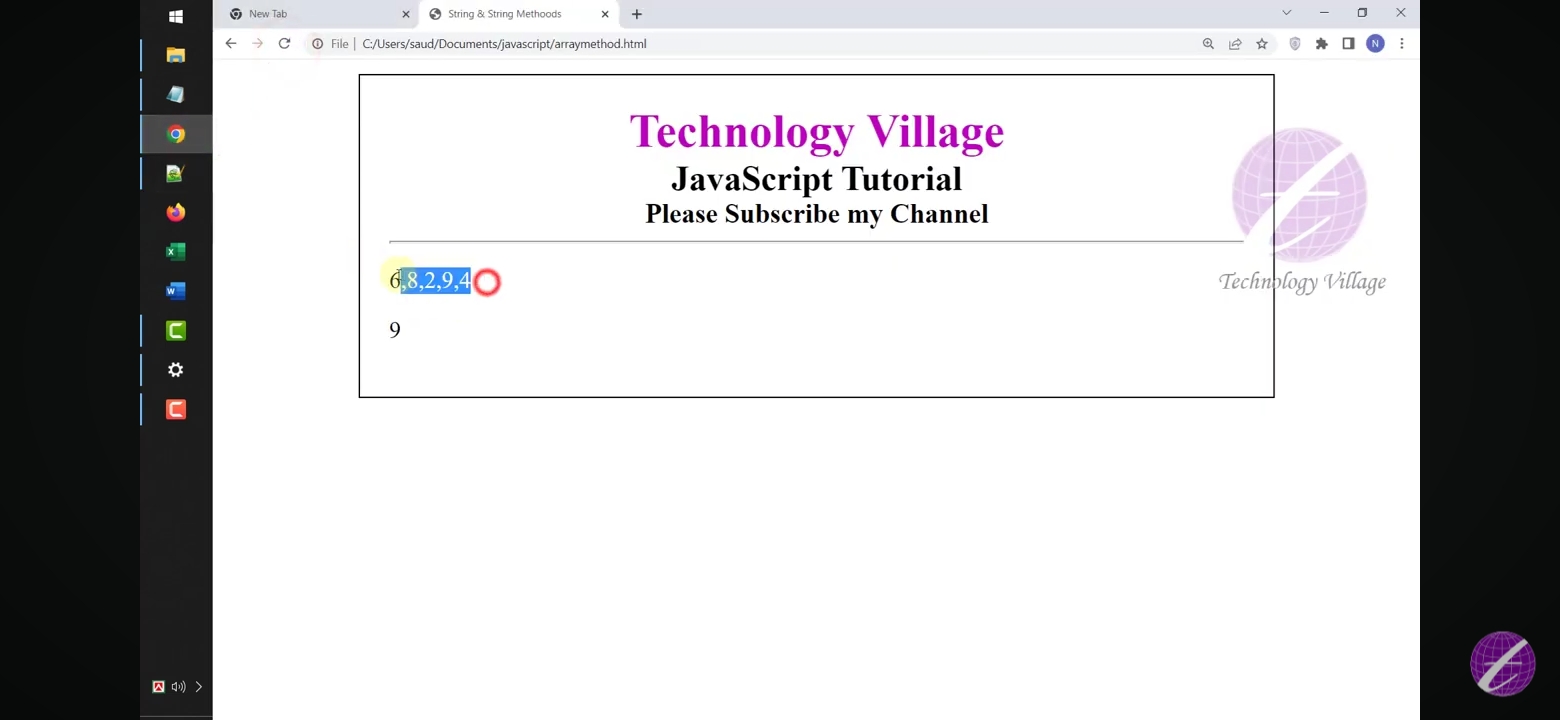 New Tab
String & String Methoods
File
C:/Users/saud/Documents/javascript/arraymethod.html
N
Technology Village
JavaScript Tutorial
Please Subscribe my Channel
Technology Village
6,8,2,9,4
9